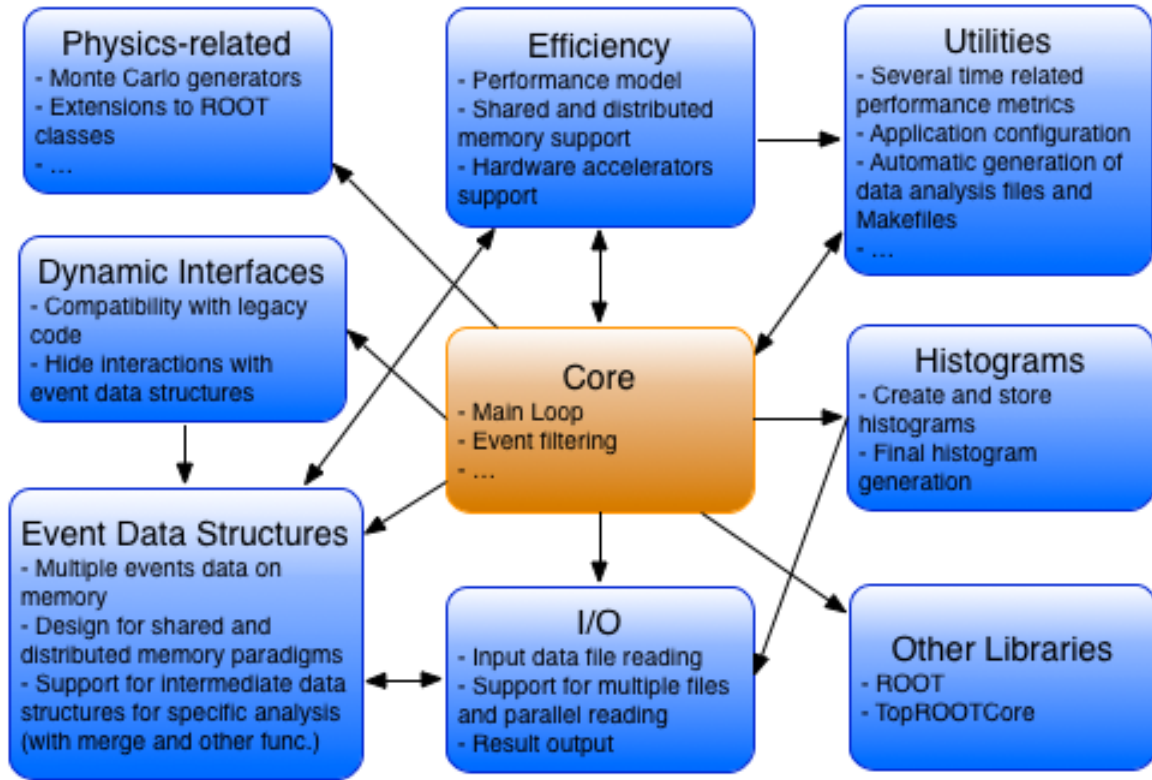 Physics-related
- Monte Carlo generators
- Extensions to ROOT
classes
- ...
Efficiency
- Performance model
- Shared and distributed
memory support
- Hardware accelerators
support
Utilities
- Several time related
performance metrics
- Application configuration
- Automatic generation of
data analysis files and
Makefiles
- ...
Dynamic Interfaces
- Compatibility with legacy
code
- Hide interactions with
event data structures
Core
- Main Loop
- Event filtering
- ...
Histograms
- Create and store
histograms
- Final histogram
generation
Event Data Structures
- Multiple events data on
memory
- Design for shared and
distributed memory paradigms
- Support for intermediate data
structures for specific analysis
(with merge and other func.)
I/O
- Input data file reading
- Support for multiple files
and parallel reading
- Result output
Other Libraries
- ROOT
- TopROOTCore